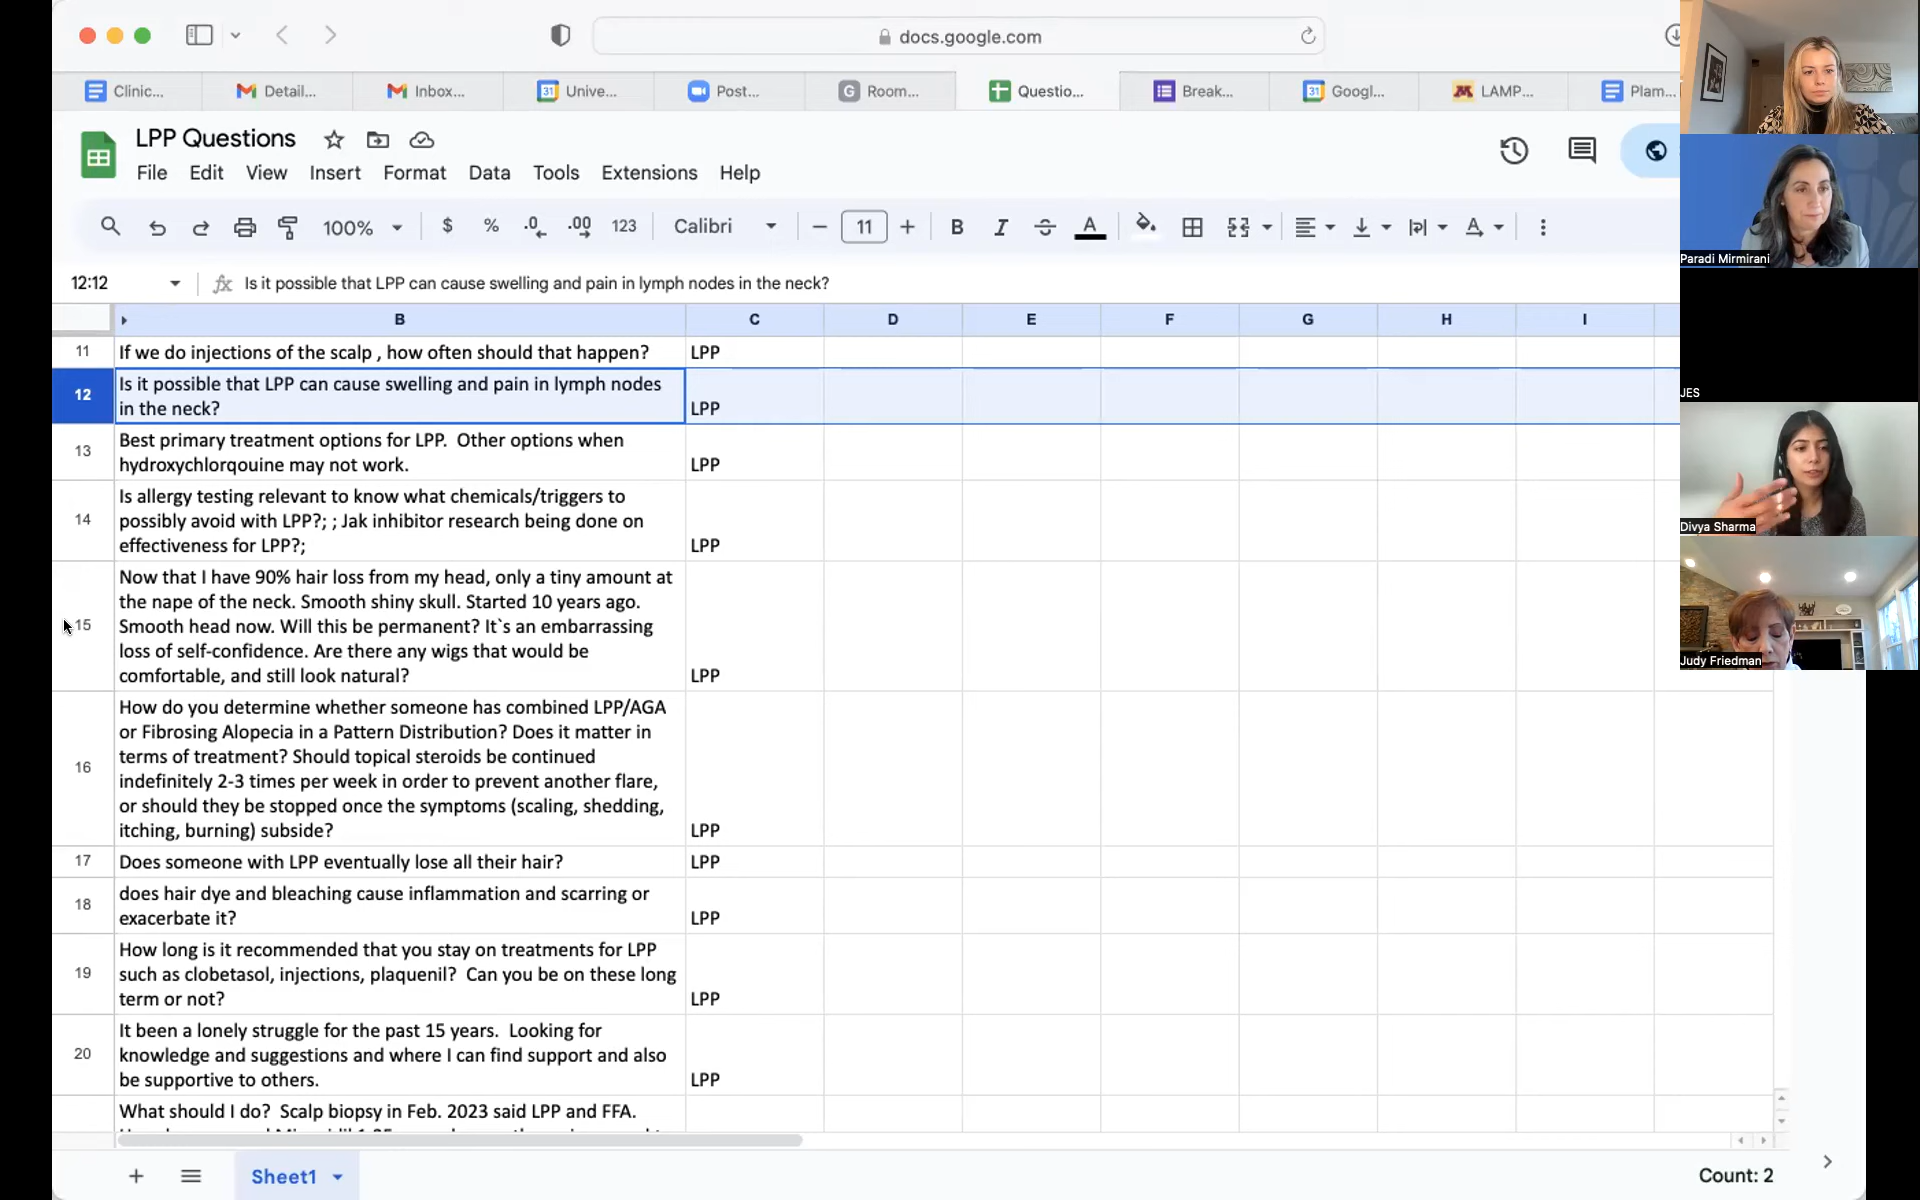 docs.google.com
Clinic...
Detail...
Inbox...
31
Unive...
Post...
G
Room...
Questio...
Break...
31
Googl...
M
LAMP...
Plam...
LPP Questions
File Edit View Insert Format Data Tools Extensions Help
100%
$
%
.0
.00
123
Calibri
11
B
I
A
A
12:12
fx
Is it possible that LPP can cause swelling and pain in lymph nodes in the neck?
B C D E F G H I
11
If we do injections of the scalp , how often should that happen?
LPP
12
Is it possible that LPP can cause swelling and pain in lymph nodes
in the neck?
LPP
13
Best primary treatment options for LPP.  Other options when
hydroxychlorqouine may not work.
LPP
14
Is allergy testing relevant to know what chemicals/triggers to
possibly avoid with LPP?; ; Jak inhibitor research being done on
effectiveness for LPP?;
LPP
15
Now that I have 90% hair loss from my head, only a tiny amount at
the nape of the neck. Smooth shiny skull. Started 10 years ago.
Smooth head now. Will this be permanent? It`s an embarrassing
loss of self-confidence. Are there any wigs that would be
comfortable, and still look natural?
LPP
16
How do you determine whether someone has combined LPP/AGA
or Fibrosing Alopecia in a Pattern Distribution? Does it matter in
terms of treatment? Should topical steroids be continued
indefinitely 2-3 times per week in order to prevent another flare,
or should they be stopped once the symptoms (scaling, shedding,
itching, burning) subside?
LPP
17
Does someone with LPP eventually lose all their hair?
LPP
18
does hair dye and bleaching cause inflammation and scarring or
exacerbate it?
LPP
19
How long is it recommended that you stay on treatments for LPP
such as clobetasol, injections, plaquenil?  Can you be on these long
term or not?
LPP
20
It been a lonely struggle for the past 15 years.  Looking for
knowledge and suggestions and where I can find support and also
be supportive to others.
LPP
What should I do?  Scalp biopsy in Feb. 2023 said LPP and FFA.
Sheet1
Count: 2
Paradi Mirmirani
JES
Divya Sharma
Judy Friedman